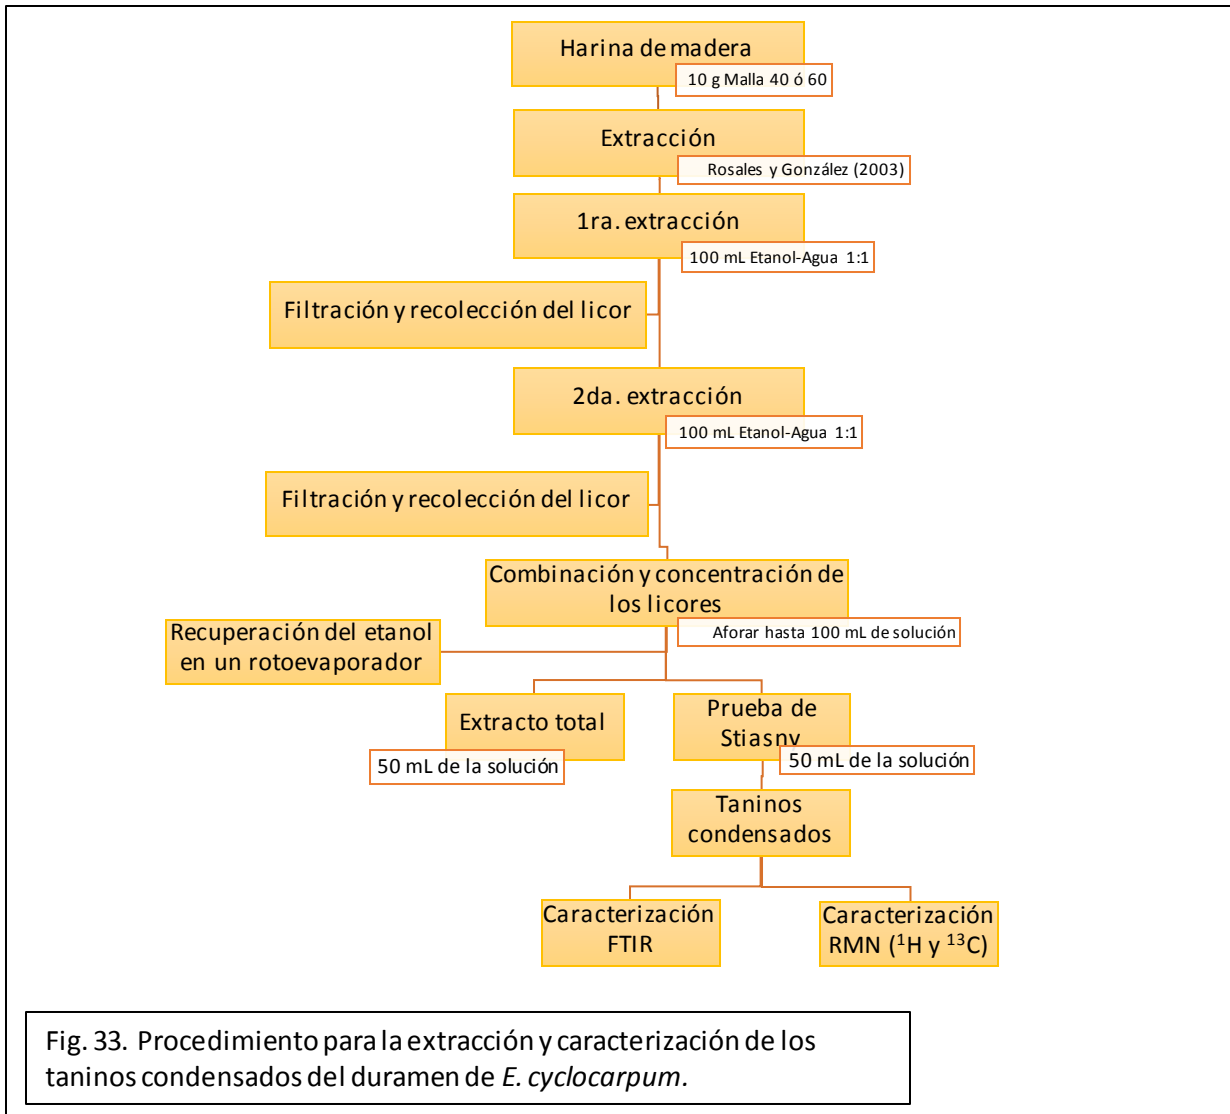 Harina de madera
10 g Malla 40 ó 60
Extracción
Rosales y González (2003)
1ra. extracción
100 mL Etanol-Agua 1:1
Filtración y recolección del licor
2da. extracción
100 mL Etanol-Agua 1:1
Filtración y recolección del licor
Combinación y concentración de
los licores
Aforar hasta 100 mL de solución
Recuperación del etanol
en un rotoevaporador
Extracto total
50 mL de la solución
Prueba de
Stiasny
50 mL de la solución
Taninos
condensados
Caracterización
FTIR
Caracterización
RMN (¹H y ¹³C)
Fig. 33. Procedimiento para la extracción y caracterización de los
taninos condensados del duramen de E. cyclocarpum.